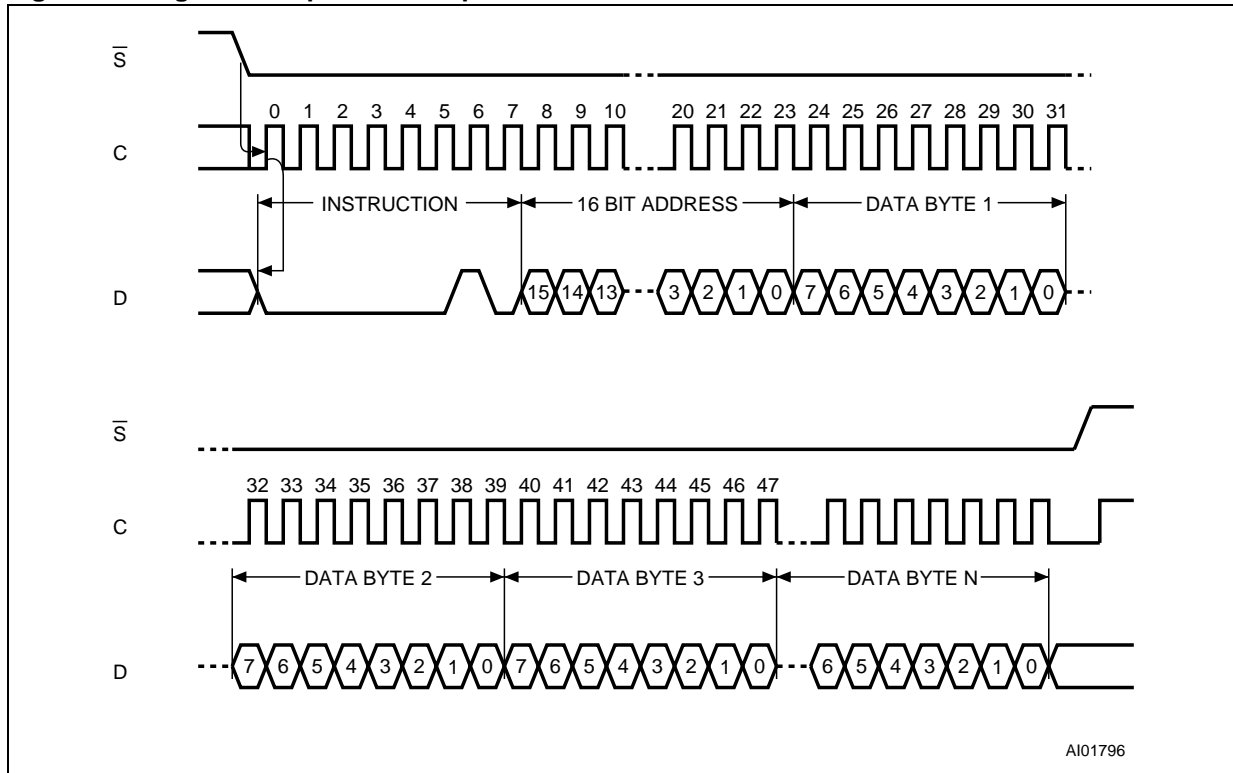 S
0 1 2 3 4 5 6 7 8 9 10 20 21 22 23 24 25 26 27 28 29 30 31
C
INSTRUCTION 16 BIT ADDRESS DATA BYTE 1
D 15 14 13 3 2 1 0 7 6 5 4 3 2 1 0
S
32 33 34 35 36 37 38 39 40 41 42 43 44 45 46 47
C
DATA BYTE 2 DATA BYTE 3 DATA BYTE N
D 7 6 5 4 3 2 1 0 7 6 5 4 3 2 1 0 6 5 4 3 2 1 0
AI01796